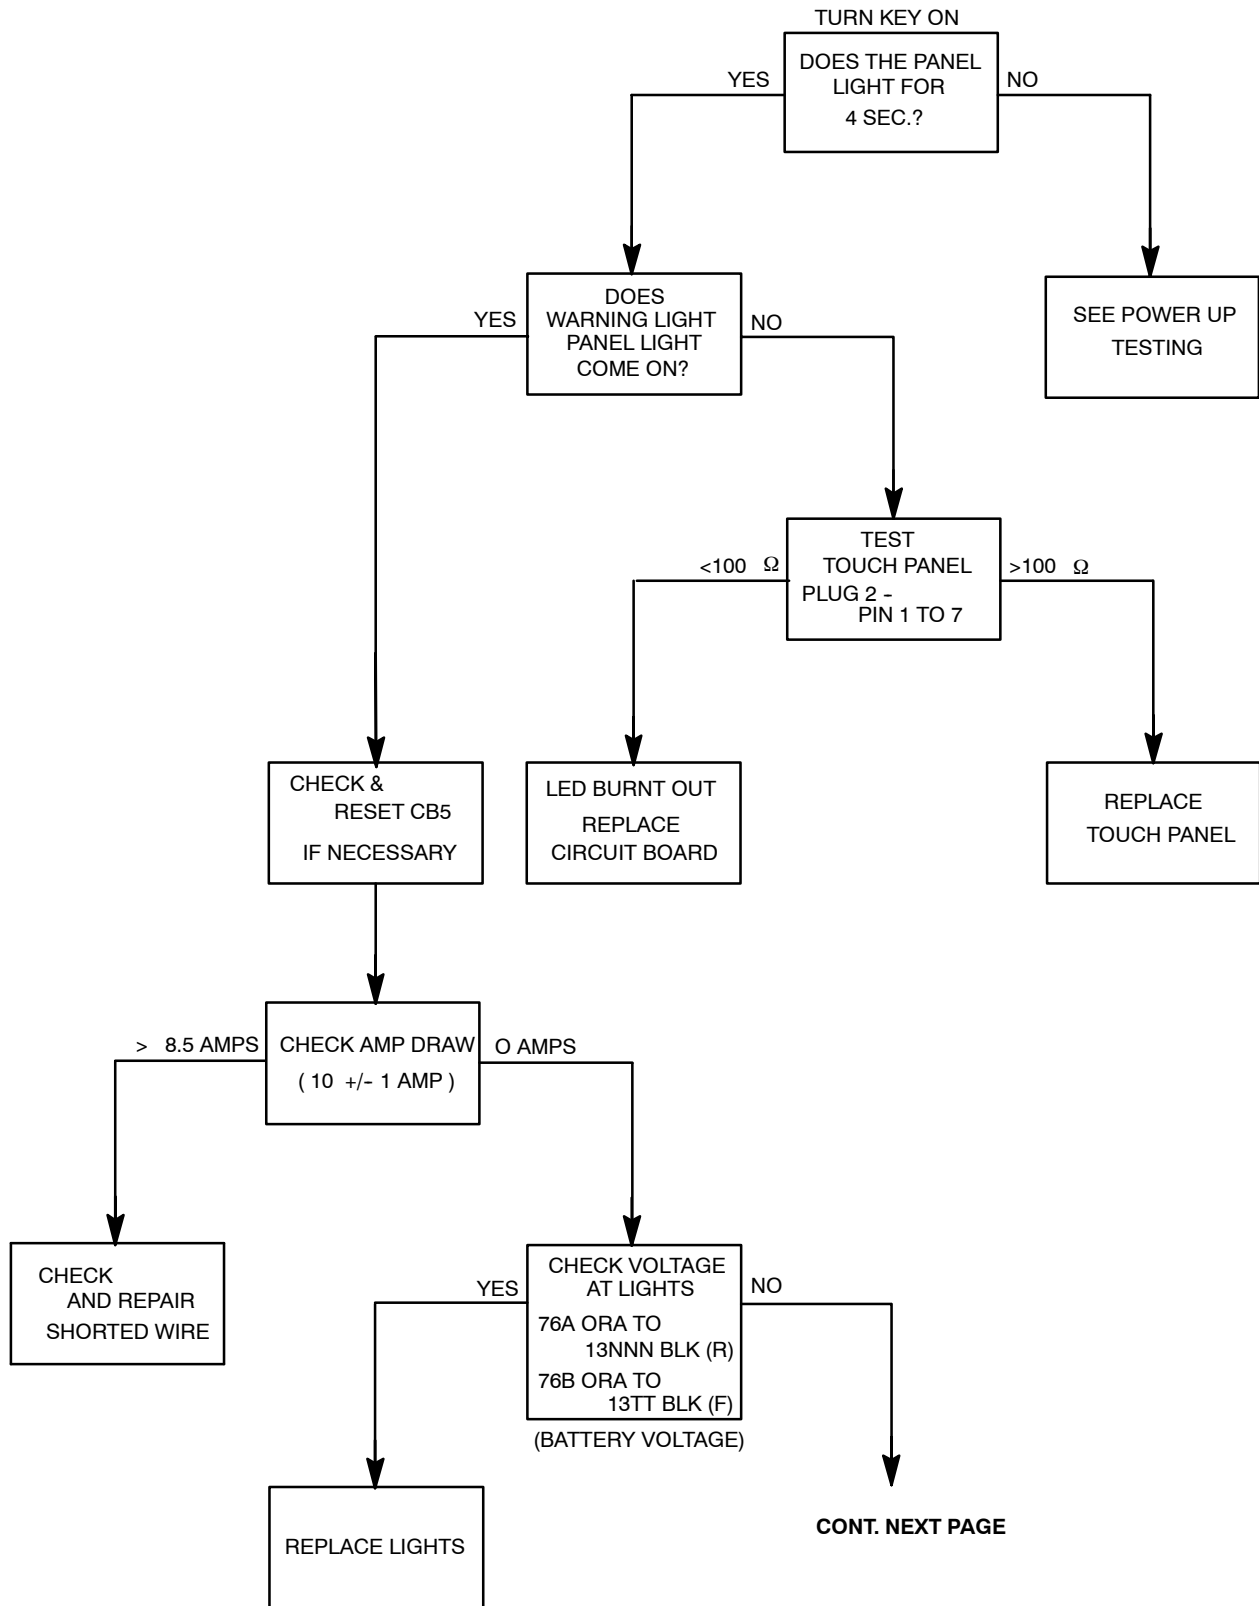 TURN KEY ON
DOES THE PANEL
LIGHT FOR
4 SEC.?
YES
NO
DOES
WARNING LIGHT
PANEL LIGHT
COME ON?
YES
NO
SEE POWER UP
TESTING
TEST
TOUCH PANEL
PLUG 2 -
PIN 1 TO 7
<100 Ω
>100 Ω
CHECK &
RESET CB5
IF NECESSARY
LED BURNT OUT
REPLACE
CIRCUIT BOARD
REPLACE
TOUCH PANEL
> 8.5 AMPS
CHECK AMP DRAW
( 10 +/- 1 AMP )
O AMPS
CHECK
AND REPAIR
SHORTED WIRE
YES
CHECK VOLTAGE
AT LIGHTS
76A ORA TO
13NNN BLK (R)
76B ORA TO
13TT BLK (F)
NO
(BATTERY VOLTAGE)
REPLACE LIGHTS
CONT. NEXT PAGE